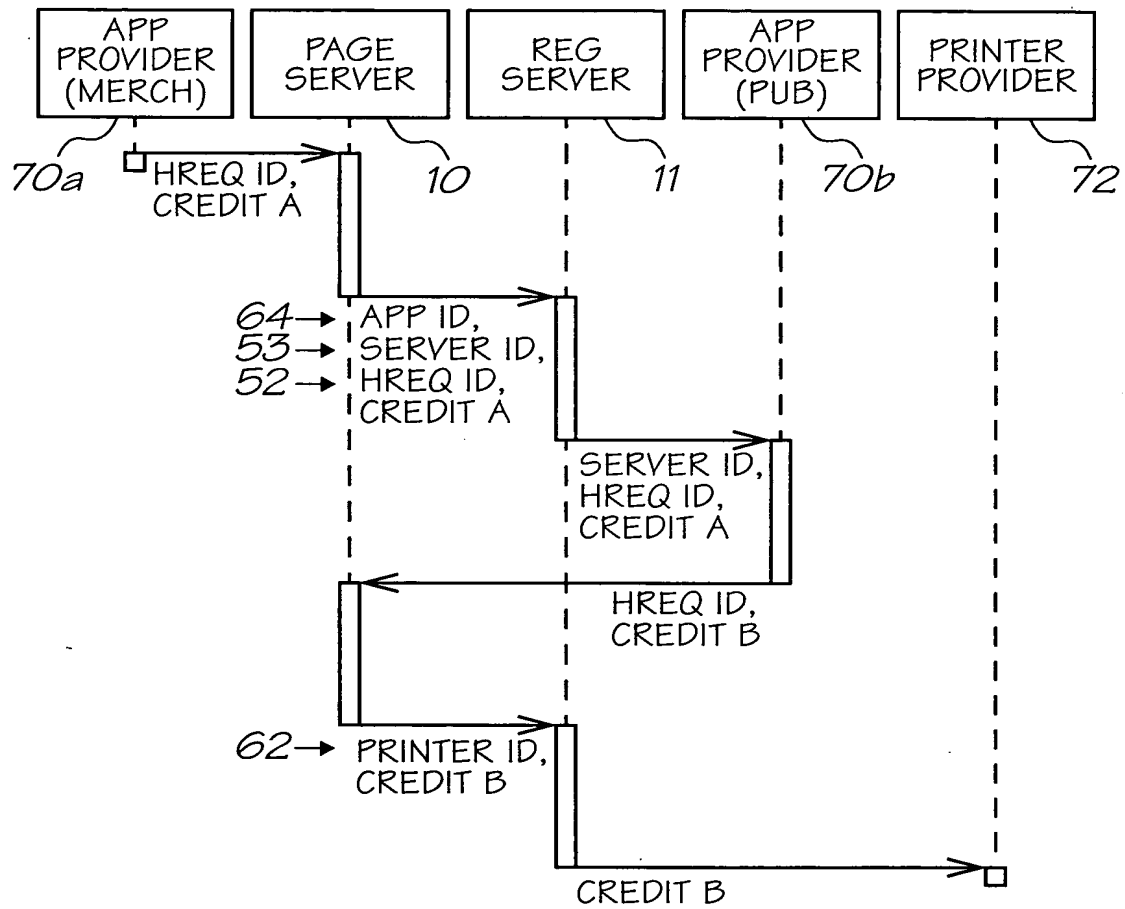 APP
PROVIDER
(MERCH)
PAGE
SERVER
REG
SERVER
APP
PROVIDER
(PUB)
PRINTER
PROVIDER
70a
10
11
70b
72
HREQ ID,
CREDIT A
64
APP ID,
53
SERVER ID,
52
HREQ ID,
CREDIT A
SERVER ID,
HREQ ID,
CREDIT A
HREQ ID,
CREDIT B
62
PRINTER ID,
CREDIT B
CREDIT B